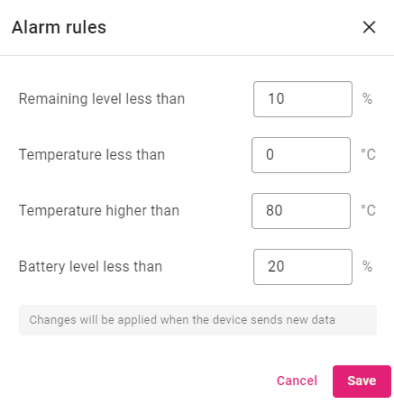 Alarm rules
Remaining level less than 10 %
Temperature less than 0 °C
Temperature higher than 80 °C
Battery level less than 20 %
Changes will be applied when the device sends new data
Cancel Save